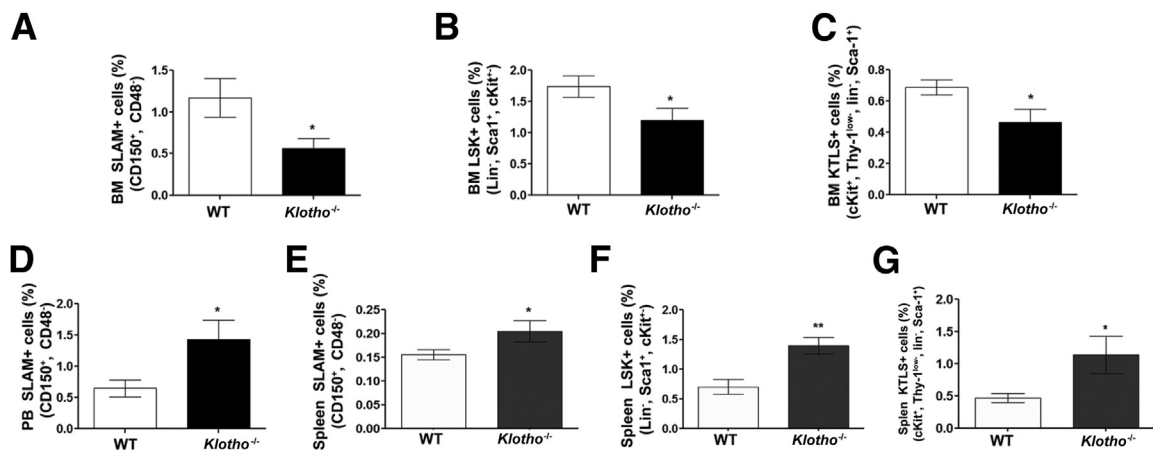 A
BM SLAM+ cells (%)
(CD150⁺, CD48⁻)
1.5
1.0
0.5
0.0
*
WT
Klotho⁻/⁻
B
BM LSK+ cells (%)
(Lin⁻, Sca1⁺, cKit⁺⁻)
2.0
1.5
1.0
0.5
0.0
*
WT
Klotho⁻/⁻
C
BM KTLS+ cells (%)
(cKit⁺, Thy-1ˡᵒʷ⁻, lin⁻, Sca-1⁺)
0.8
0.6
0.4
0.2
0.0
*
WT
Klotho⁻/⁻
D
PB SLAM+ cells (%)
(CD150⁺, CD48⁻)
2.0
1.5
1.0
0.5
0.0
*
WT
Klotho⁻/⁻
E
Spleen SLAM+ cells (%)
(CD150⁺, CD48⁻)
0.25
0.20
0.15
0.10
0.05
0.00
*
WT
Klotho⁻/⁻
F
Spleen LSK+ cells (%)
(Lin⁻, Sca1⁺, cKit⁺⁻)
2.0
1.5
1.0
0.5
0.0
**
WT
Klotho⁻/⁻
G
Splen KTLS+ cells (%)
(cKit⁺, Thy-1ˡᵒʷ⁻, lin⁻, Sca-1⁺)
2.0
1.5
1.0
0.5
0.0
*
WT
Klotho⁻/⁻